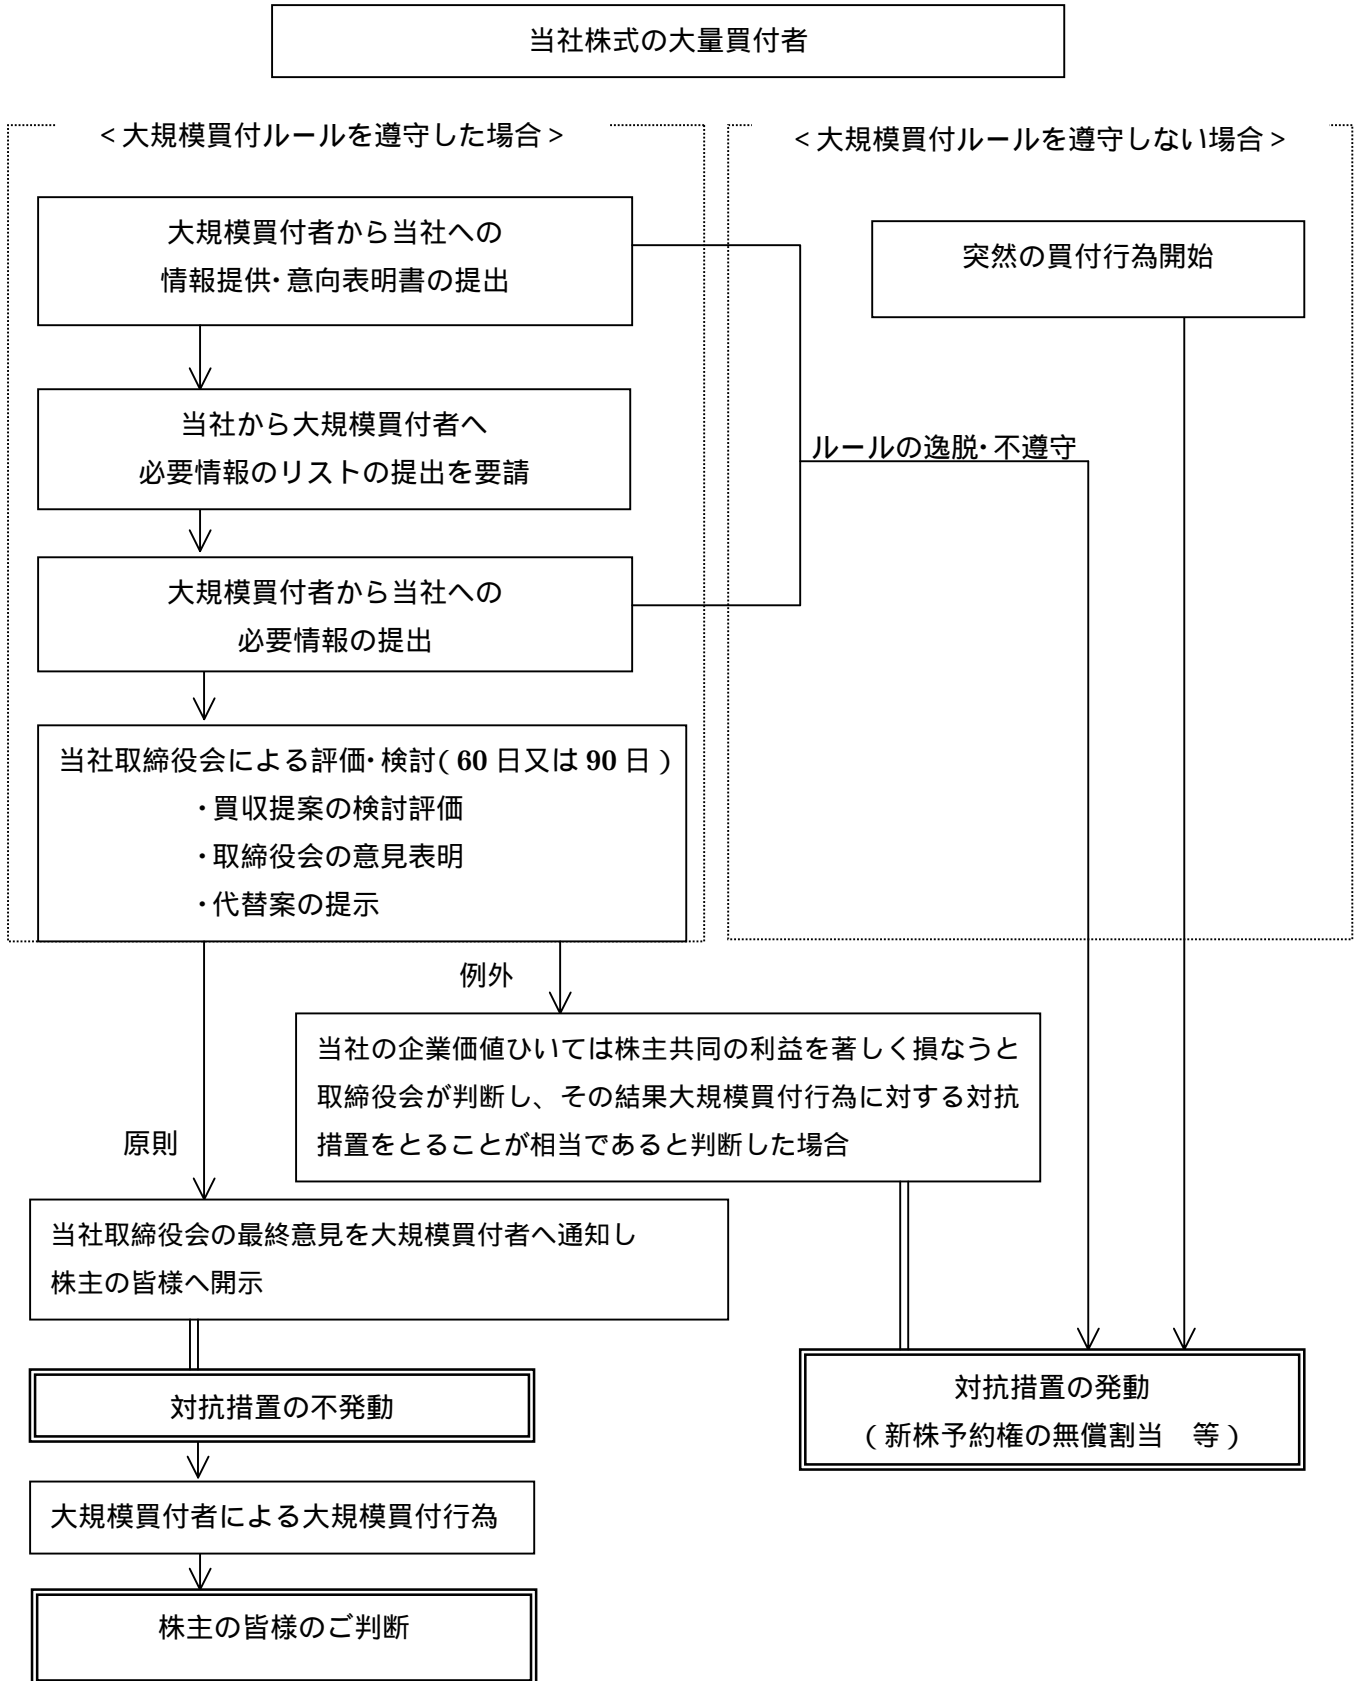 当社株式の大量買付者
<大規模買付ルールを遵守した場合>
<大規模買付ルールを遵守しない場合>
大規模買付者から当社への
情報提供・意向表明書の提出
突然の買付行為開始
当社から大規模買付者へ
必要情報のリストの提出を要請
ルールの逸脱・不遵守
大規模買付者から当社への
必要情報の提出
当社取締役会による評価・検討(60日又は90日)
・買収提案の検討評価
・取締役会の意見表明
・代替案の提示
例外
当社の企業価値ひいては株主共同の利益を著しく損なうと
取締役会が判断し、その結果大規模買付行為に対する対抗
措置をとることが相当であると判断した場合
原則
当社取締役会の最終意見を大規模買付者へ通知し
株主の皆様へ開示
対抗措置の不発動
対抗措置の発動
(新株予約権の無償割当　等)
大規模買付者による大規模買付行為
株主の皆様のご判断